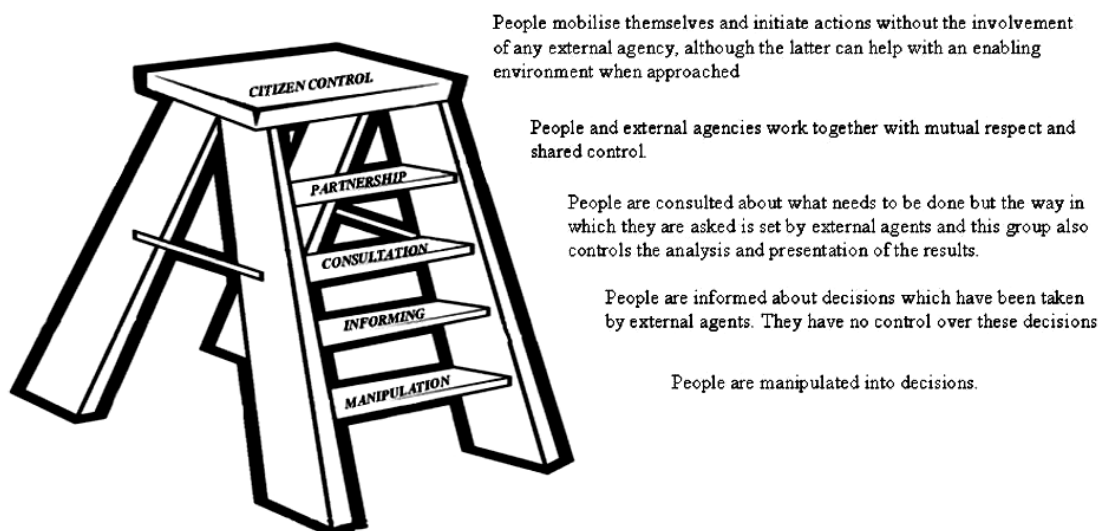 People mobilise themselves and initiate actions without the involvement
of any external agency, although the latter can help with an enabling
environment when approached
CITIZEN CONTROL
People and external agencies work together with mutual respect and
shared control.
PARTNERSHIP
People are consulted about what needs to be done but the way in
which they are asked is set by external agents and this group also
controls the analysis and presentation of the results.
CONSULTATION
People are informed about decisions which have been taken
by external agents. They have no control over these decisions
INFORMING
People are manipulated into decisions.
MANIPULATION